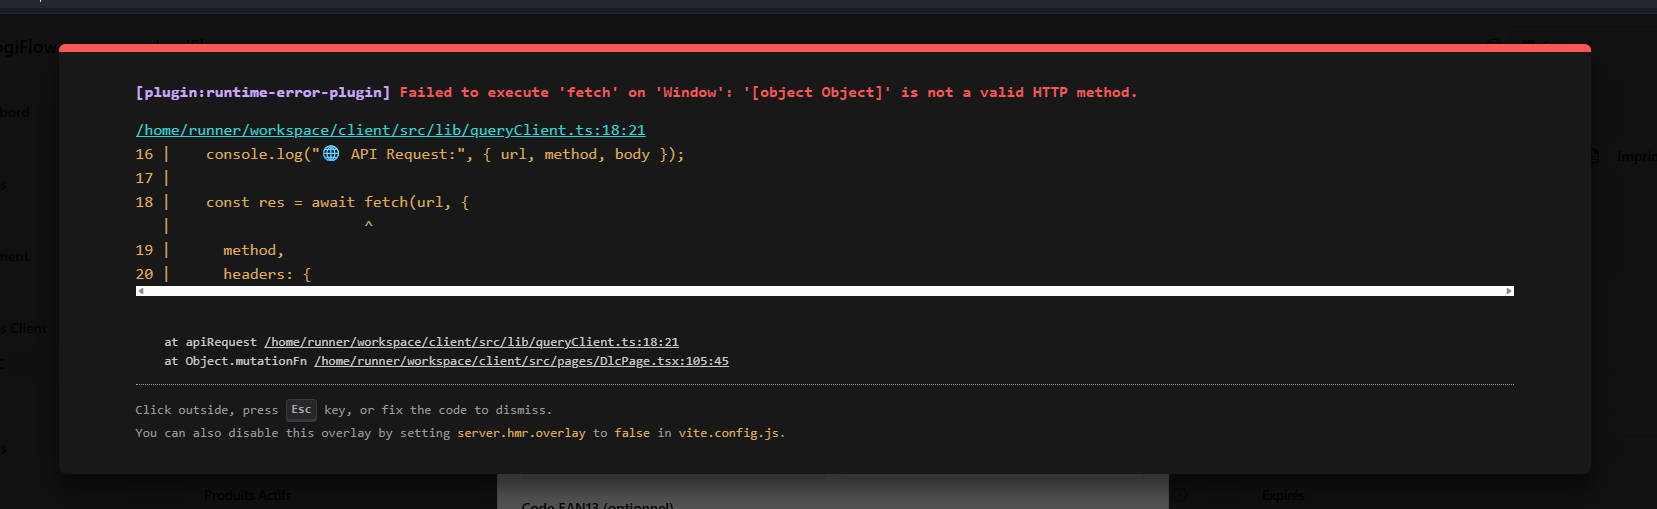 ogiFlow
[plugin:runtime-error-plugin] Failed to execute 'fetch' on 'Window': '[object Object]' is not a valid HTTP method.
/home/runner/workspace/client/src/lib/queryClient.ts:18:21
16 |    console.log("🌐 API Request:", { url, method, body });
17 |
18 |    const res = await fetch(url, {
   |                      ^
19 |      method,
20 |      headers: {
at apiRequest /home/runner/workspace/client/src/lib/queryClient.ts:18:21
at Object.mutationFn /home/runner/workspace/client/src/pages/DlcPage.tsx:105:45
Click outside, press Esc key, or fix the code to dismiss.
You can also disable this overlay by setting server.hmr.overlay to false in vite.config.js.
bord
Imprim
s
ment
s Client
s
Produits Actifs
Code EAN13 (optionnel)
Expirés